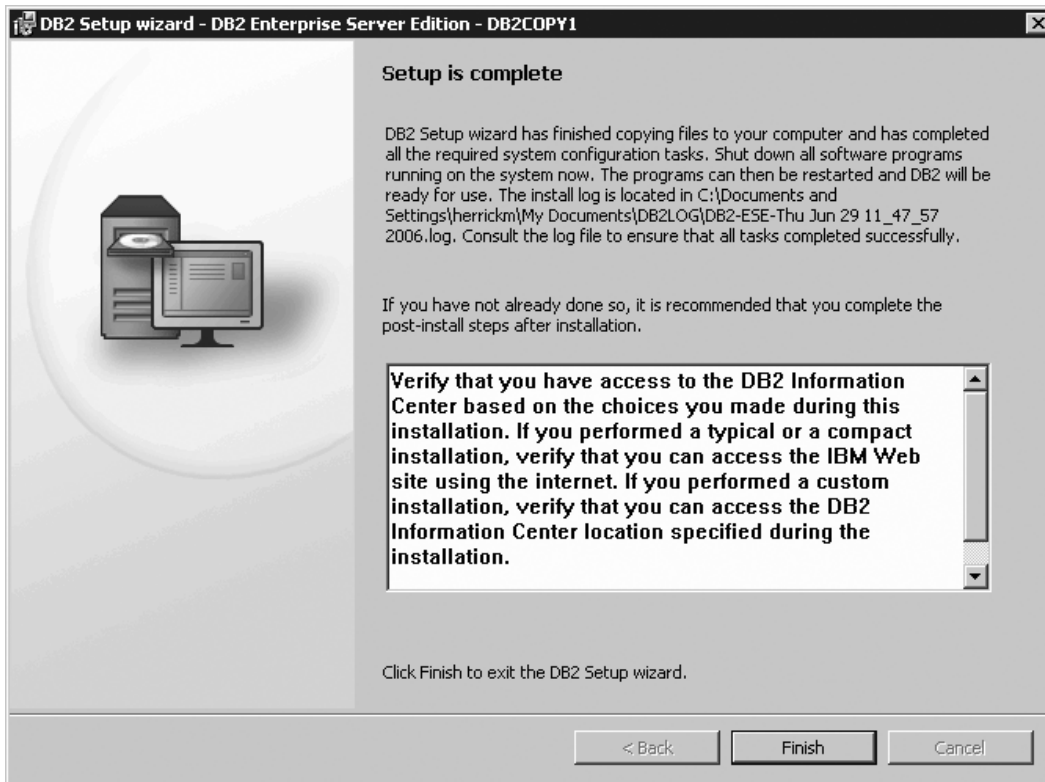 DB2 Setup wizard - DB2 Enterprise Server Edition - DB2COPY1
Setup is complete
DB2 Setup wizard has finished copying files to your computer and has completed
all the required system configuration tasks. Shut down all software programs
running on the system now. The programs can then be restarted and DB2 will be
ready for use. The install log is located in C:\Documents and
Settings\herrickm\My Documents\DB2LOG\DB2-ESE-Thu Jun 29 11_47_57
2006.log. Consult the log file to ensure that all tasks completed successfully.
If you have not already done so, it is recommended that you complete the
post-install steps after installation.
Verify that you have access to the DB2 Information
Center based on the choices you made during this
installation. If you performed a typical or a compact
installation, verify that you can access the IBM Web
site using the internet. If you performed a custom
installation, verify that you can access the DB2
Information Center location specified during the
installation.
Click Finish to exit the DB2 Setup wizard.
< Back
Finish
Cancel